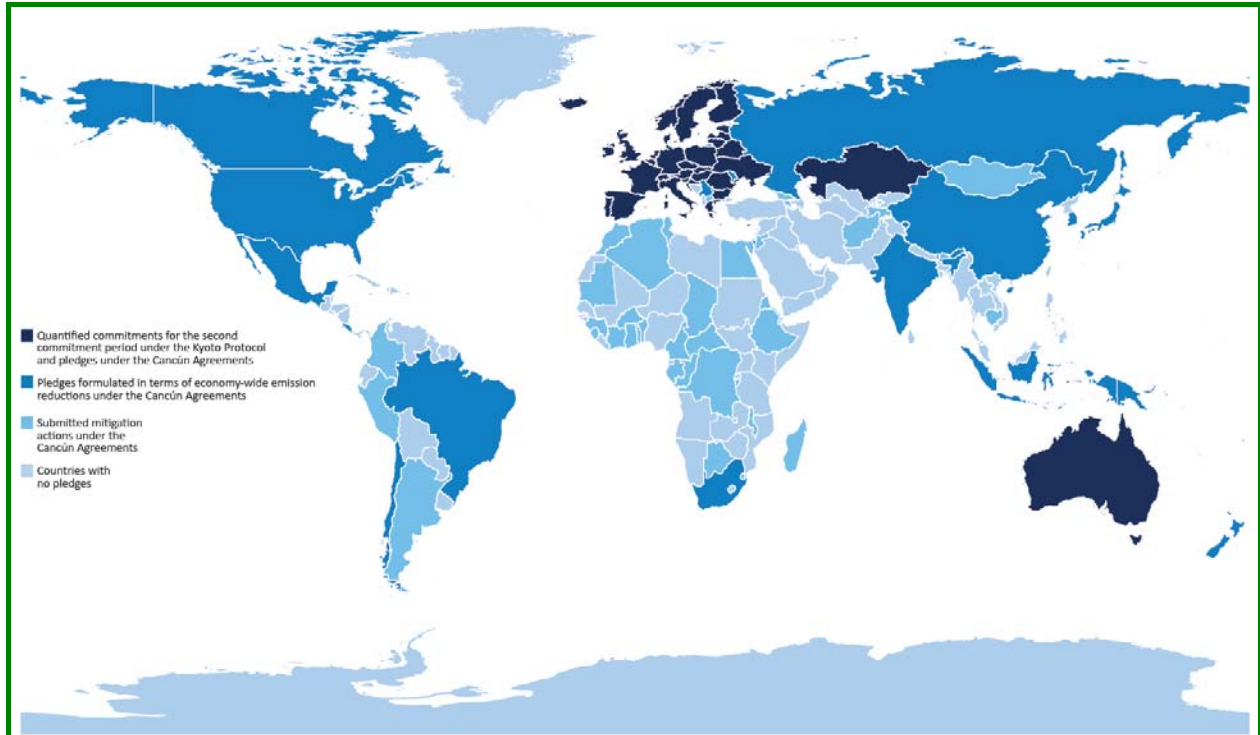 Quantified commitments for the second
commitment period under the Kyoto Protocol
and pledges under the Cancún Agreements
Pledges formulated in terms of economy-wide emission
reductions under the Cancún Agreements
Submitted mitigation
actions under the
Cancún Agreements
Countries with
no pledges